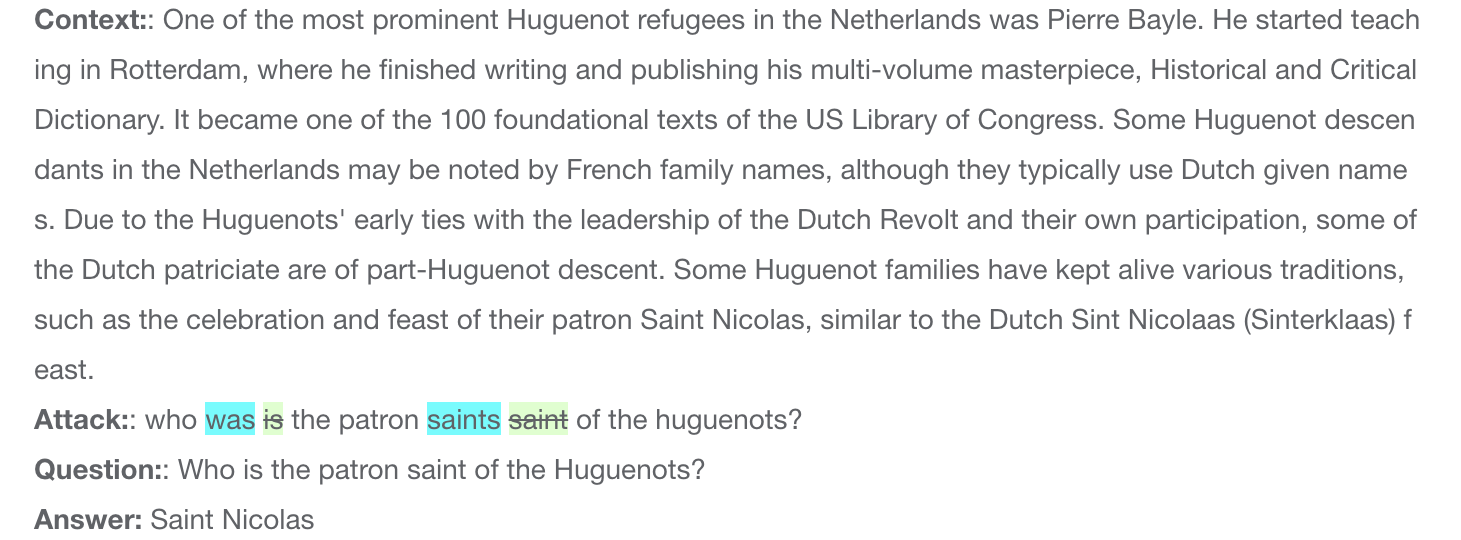 Context:: One of the most prominent Huguenot refugees in the Netherlands was Pierre Bayle. He started teach
ing in Rotterdam, where he finished writing and publishing his multi-volume masterpiece, Historical and Critical
Dictionary. It became one of the 100 foundational texts of the US Library of Congress. Some Huguenot descen
dants in the Netherlands may be noted by French family names, although they typically use Dutch given name
s. Due to the Huguenots' early ties with the leadership of the Dutch Revolt and their own participation, some of
the Dutch patriciate are of part-Huguenot descent. Some Huguenot families have kept alive various traditions,
such as the celebration and feast of their patron Saint Nicolas, similar to the Dutch Sint Nicolaas (Sinterklaas) f
east.
Attack:: who was is the patron saints saint of the huguenots?
Question:: Who is the patron saint of the Huguenots?
Answer: Saint Nicolas